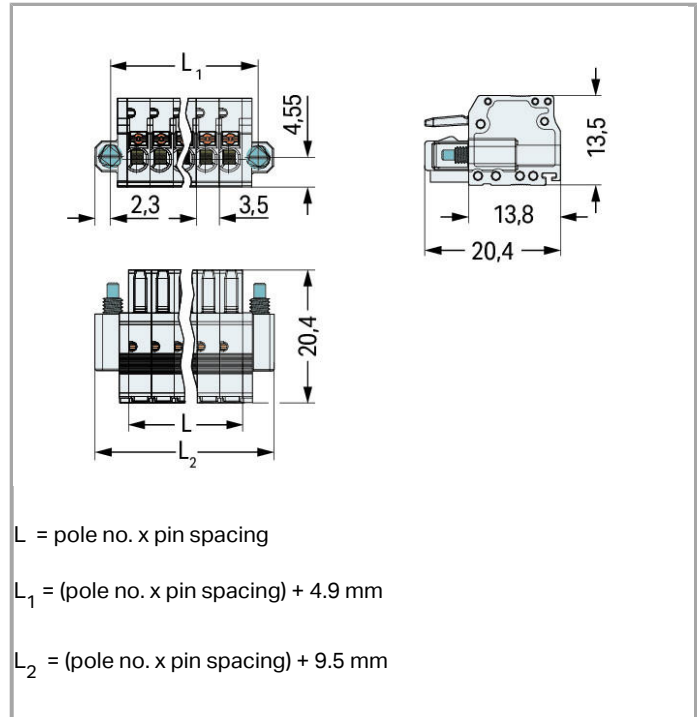 L1
4,55
2,3
3,5
13,5
13,8
20,4
20,4
L
L2
L = pole no. x pin spacing
L1 = (pole no. x pin spacing) + 4.9 mm
L2 = (pole no. x pin spacing) + 9.5 mm